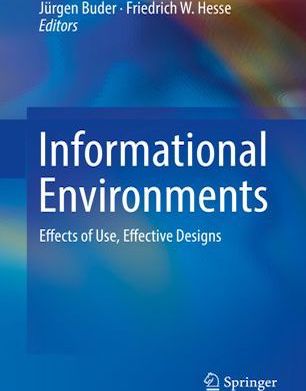 Jürgen Buder · Friedrich W. Hesse
Editors
Informational
Environments
Effects of Use, Effective Designs
Springer